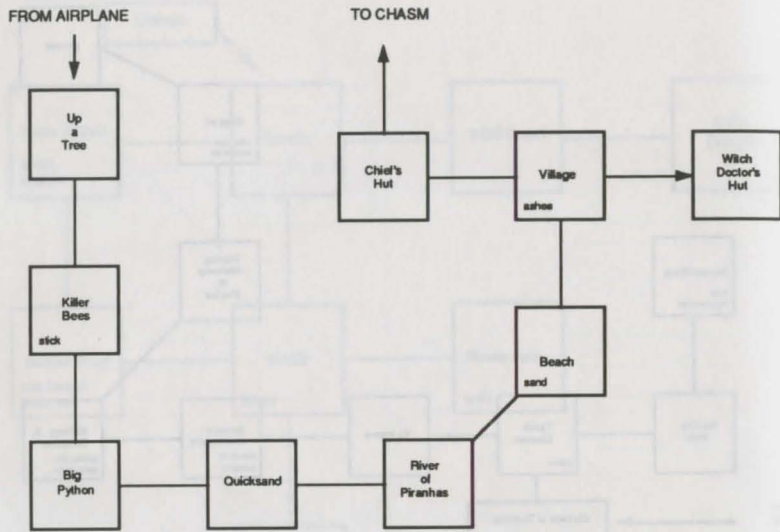 FROM AIRPLANE
TO CHASM
Up
a
Tree
Chiel's
Hut
Village
ashes
Witch
Doctor's
Hut
Killer
Bees
stick
Beach
sand
Big
Python
Quicksand
River
of
Piranhas